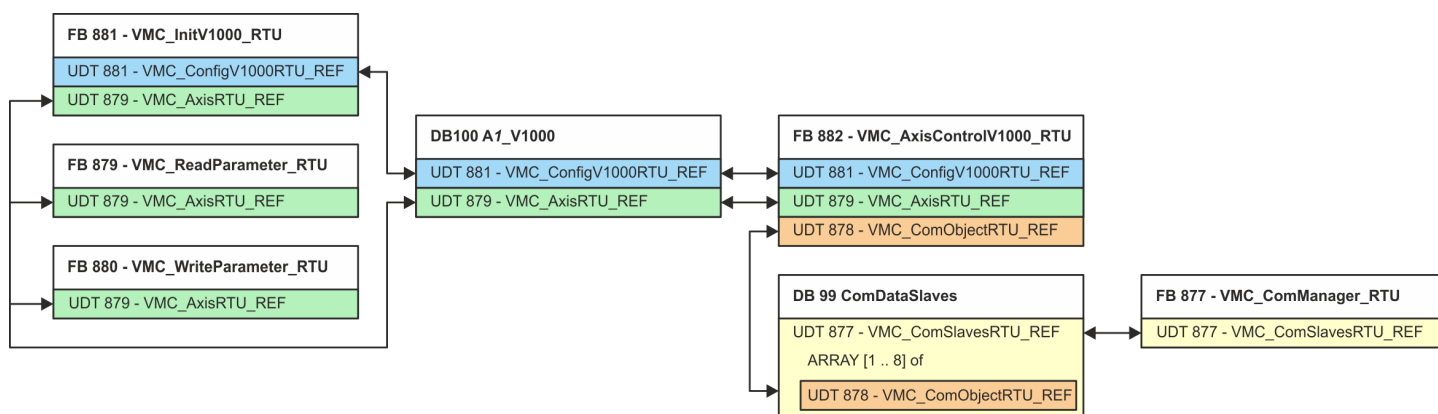 FB 881 - VMC_InitV1000_RTU
UDT 881 - VMC_ConfigV1000RTU_REF
UDT 879 - VMC_AxisRTU_REF
FB 879 - VMC_ReadParameter_RTU
UDT 879 - VMC_AxisRTU_REF
FB 880 - VMC_WriteParameter_RTU
UDT 879 - VMC_AxisRTU_REF
DB100 A1_V1000
UDT 881 - VMC_ConfigV1000RTU_REF
UDT 879 - VMC_AxisRTU_REF
FB 882 - VMC_AxisControlV1000_RTU
UDT 881 - VMC_ConfigV1000RTU_REF
UDT 879 - VMC_AxisRTU_REF
UDT 878 - VMC_ComObjectRTU_REF
DB 99 ComDataSlaves
UDT 877 - VMC_ComSlavesRTU_REF
ARRAY [1 .. 8] of
UDT 878 - VMC_ComObjectRTU_REF
FB 877 - VMC_ComManager_RTU
UDT 877 - VMC_ComSlavesRTU_REF